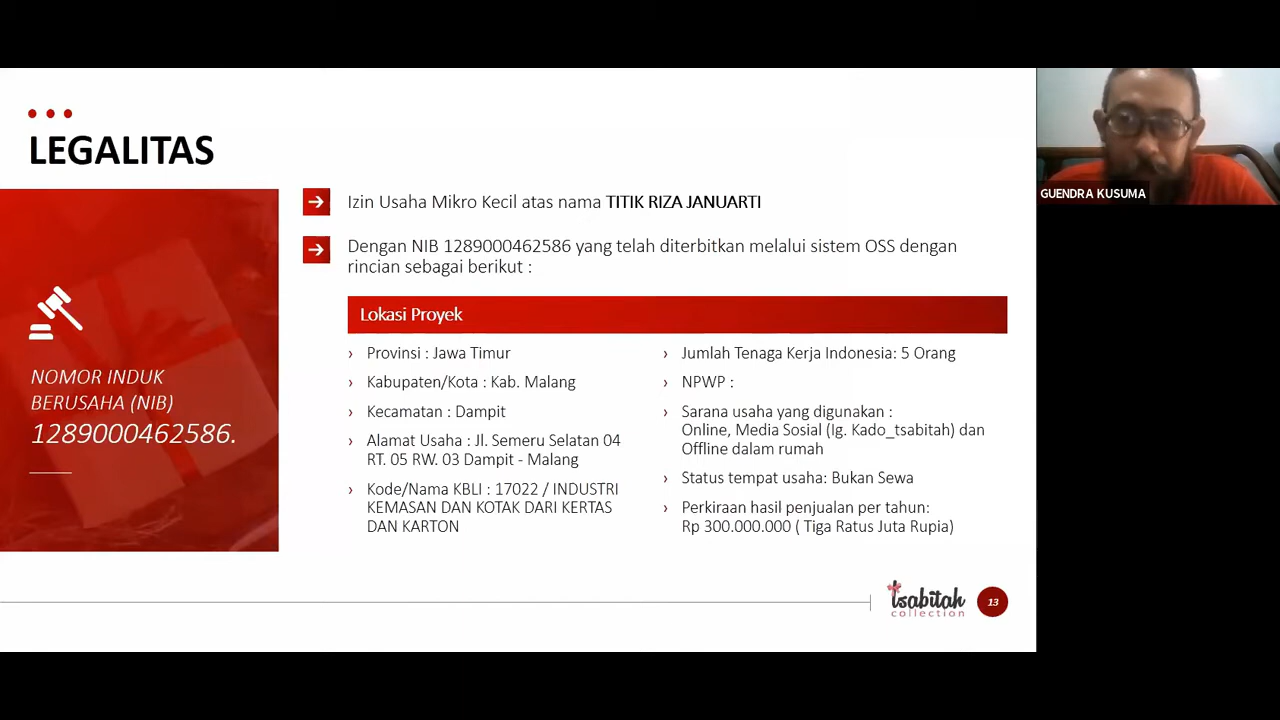 LEGALITAS
NOMOR INDUK
BERUSAHA (NIB)
1289000462586.
Izin Usaha Mikro Kecil atas nama TITIK RIZA JANUARTI
Dengan NIB 1289000462586 yang telah diterbitkan melalui sistem OSS dengan
rincian sebagai berikut :
Lokasi Proyek
Provinsi : Jawa Timur
Kabupaten/Kota : Kab. Malang
Kecamatan : Dampit
Alamat Usaha : Jl. Semeru Selatan 04
RT. 05 RW. 03 Dampit - Malang
Kode/Nama KBLI : 17022 / INDUSTRI
KEMASAN DAN KOTAK DARI KERTAS
DAN KARTON
Jumlah Tenaga Kerja Indonesia: 5 Orang
NPWP :
Sarana usaha yang digunakan :
Online, Media Sosial (Ig. Kado_tsabitah) dan
Offline dalam rumah
Status tempat usaha: Bukan Sewa
Perkiraan hasil penjualan per tahun:
Rp 300.000.000 ( Tiga Ratus Juta Rupia)
tsabitah
collection
13
GUENDRA KUSUMA